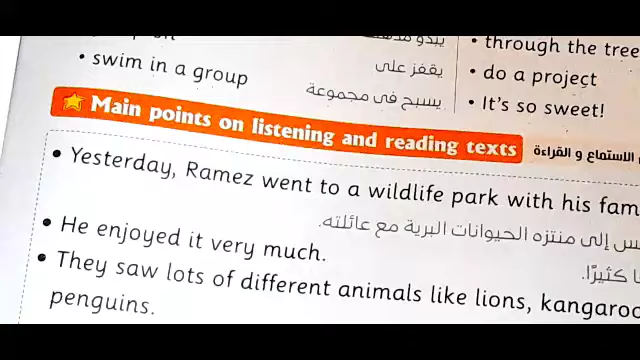 • swim in a group
يقفز على
يسبح فى مجموعة
• through the tree
• do a project
• It's so sweet!
Main points on listening and reading texts
الاستماع و القراءة
• Yesterday, Ramez went to a wildlife park with his fam
إلى منتزه الحيوانات البرية مع عائلته.
• He enjoyed it very much.
كثيرًا.
• They saw lots of different animals like lions, kangaroo
penguins.